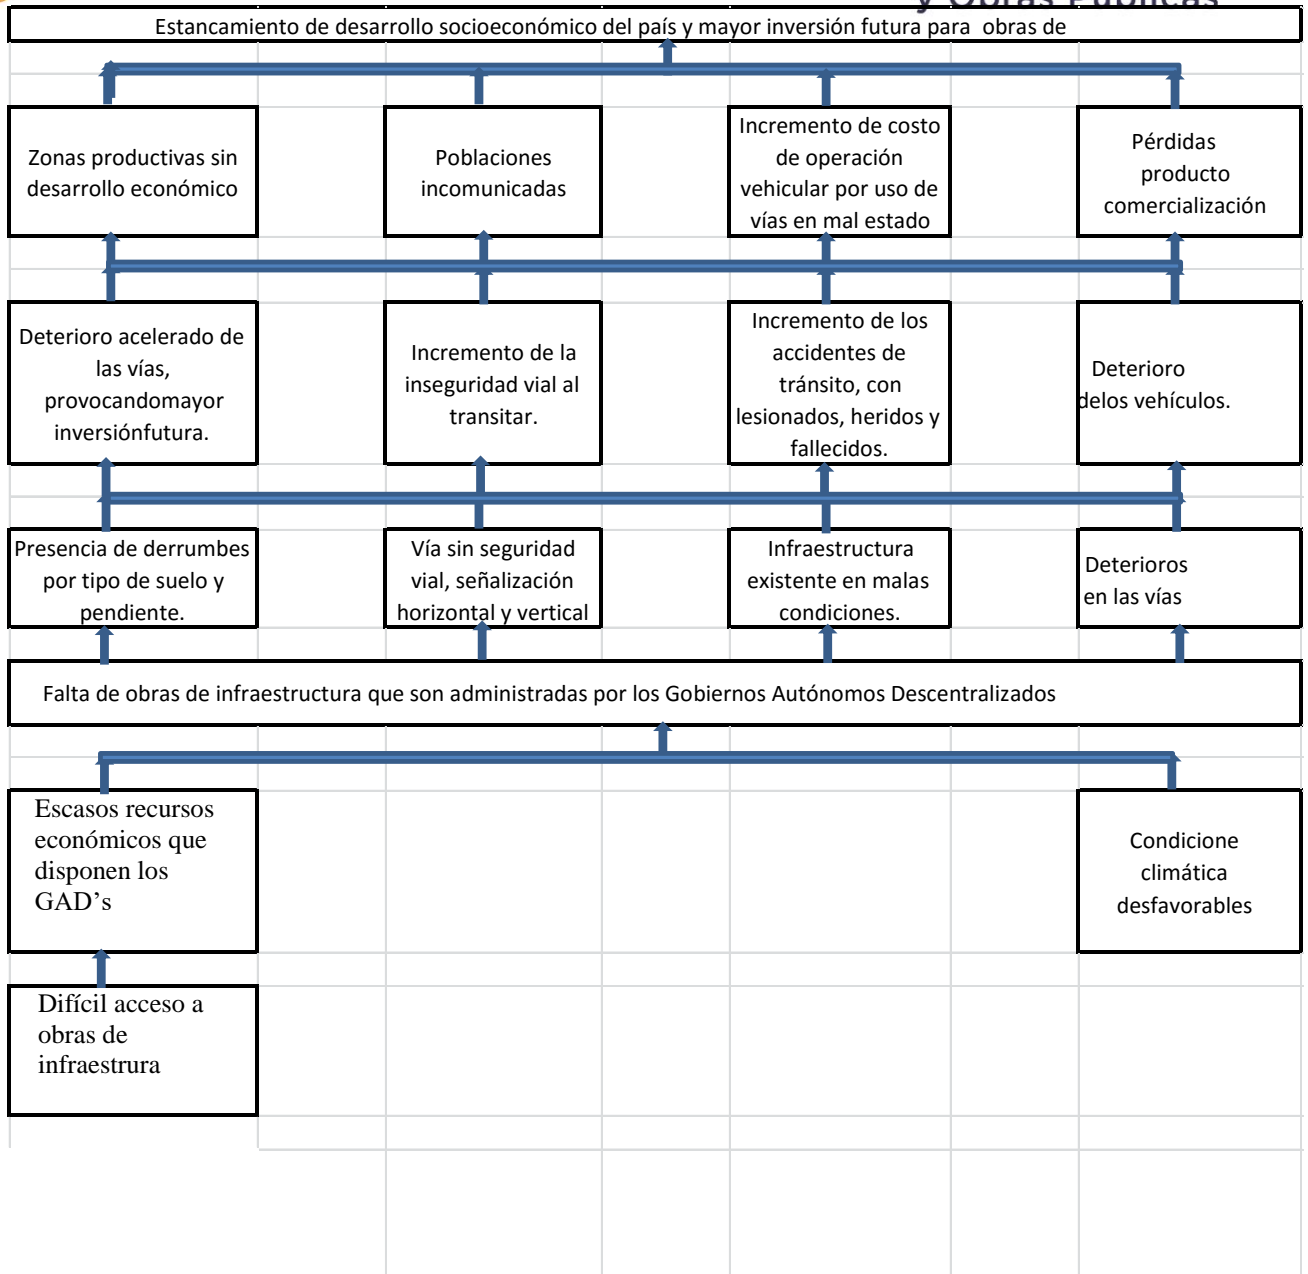 y Obras Públicas
Estancamiento de desarrollo socioeconómico del país y mayor inversión futura para obras de
Zonas productivas sin
desarrollo económico
Poblaciones
incomunicadas
Incremento de costo
de operación
vehicular por uso de
vías en mal estado
Pérdidas
producto
comercialización
Deterioro acelerado de
las vías,
provocandomayor
inversiónfutura.
Incremento de la
inseguridad vial al
transitar.
Incremento de los
accidentes de
tránsito, con
lesionados, heridos y
fallecidos.
Deterioro
delos vehículos.
Presencia de derrumbes
por tipo de suelo y
pendiente.
Vía sin seguridad
vial, señalización
horizontal y vertical
Infraestructura
existente en malas
condiciones.
Deterioros
en las vías
Falta de obras de infraestructura que son administradas por los Gobiernos Autónomos Descentralizados
Escasos recursos
económicos que
disponen los
GAD’s
Condicione
climática
desfavorables
Difícil acceso a
obras de
infraestrura